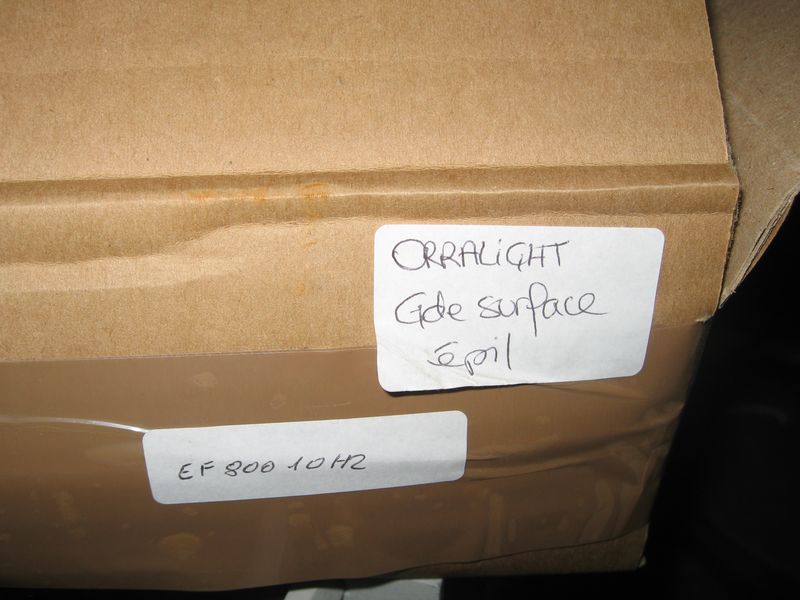 ORRALiGHT
Gde surface
épil
EF 800 10 HZ